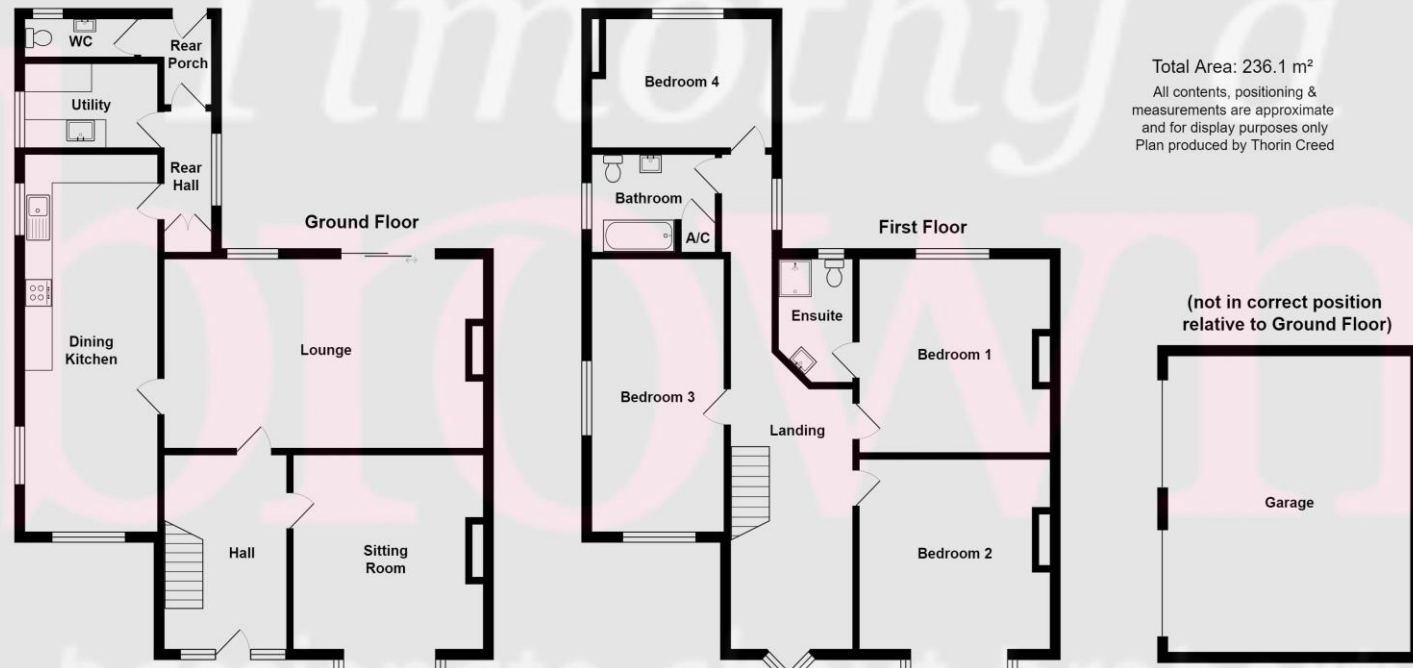 Timothy a
brown
WC
Rear
Porch
Utility
Rear
Hall
Ground Floor
Dining
Kitchen
Lounge
Hall
Sitting
Room
Bedroom 4
Bathroom
A/C
First Floor
Ensuite
Bedroom 1
Bedroom 3
Landing
Bedroom 2
Total Area: 236.1 m²
All contents, positioning &
measurements are approximate
and for display purposes only
Plan produced by Thorin Creed
(not in correct position
relative to Ground Floor)
Garage